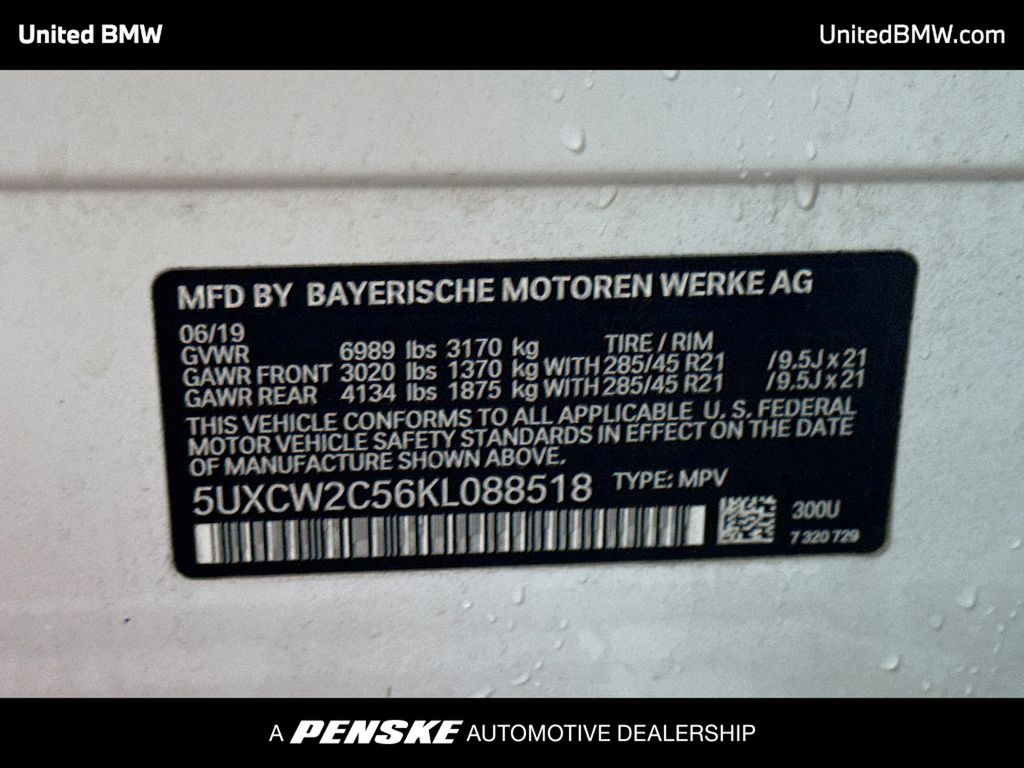 United BMW UnitedBMW.com
MFD BY BAYERISCHE MOTOREN WERKE AG
06/19 TIRE / RIM
GVWR 6989 lbs 3170 kg
GAWR FRONT 3020 lbs 1370 kg WITH 285/45 R21 /9.5J x 21
GAWR REAR 4134 lbs 1875 kg WITH 285/45 R21 /9.5J x 21
THIS VEHICLE CONFORMS TO ALL APPLICABLE U. S. FEDERAL
MOTOR VEHICLE SAFETY STANDARDS IN EFFECT ON THE DATE
OF MANUFACTURE SHOWN ABOVE.
5UXCW2C56KL088518 TYPE: MPV
300U
7 320 729
A PENSKE AUTOMOTIVE DEALERSHIP